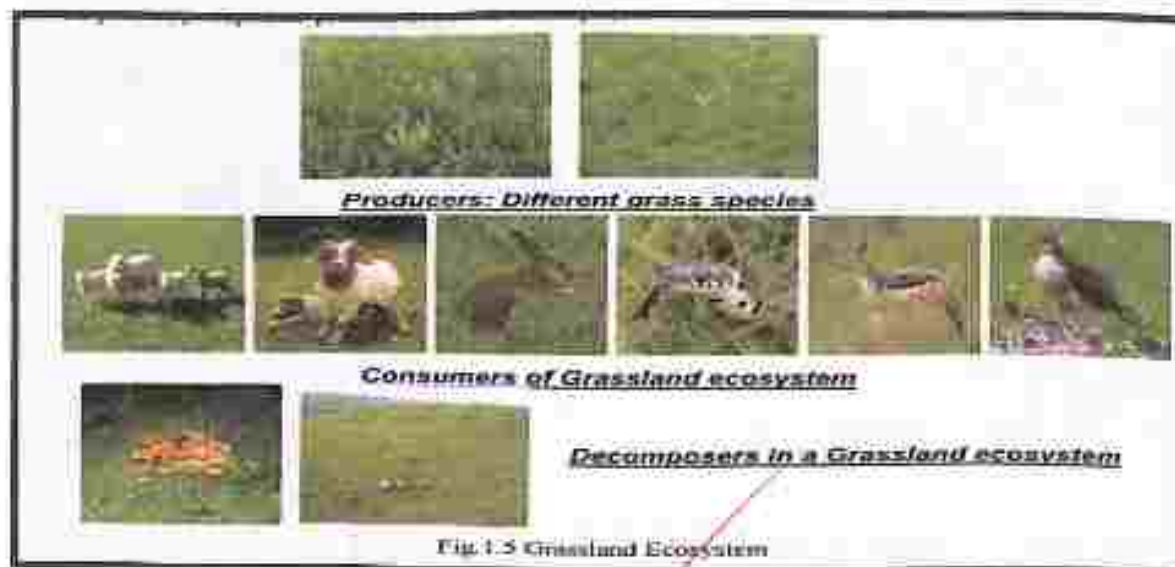 Producers: Different grass species
Consumers of Grassland ecosystem
Decomposers in a Grassland ecosystem
Fig.1.5 Grassland Ecosystem